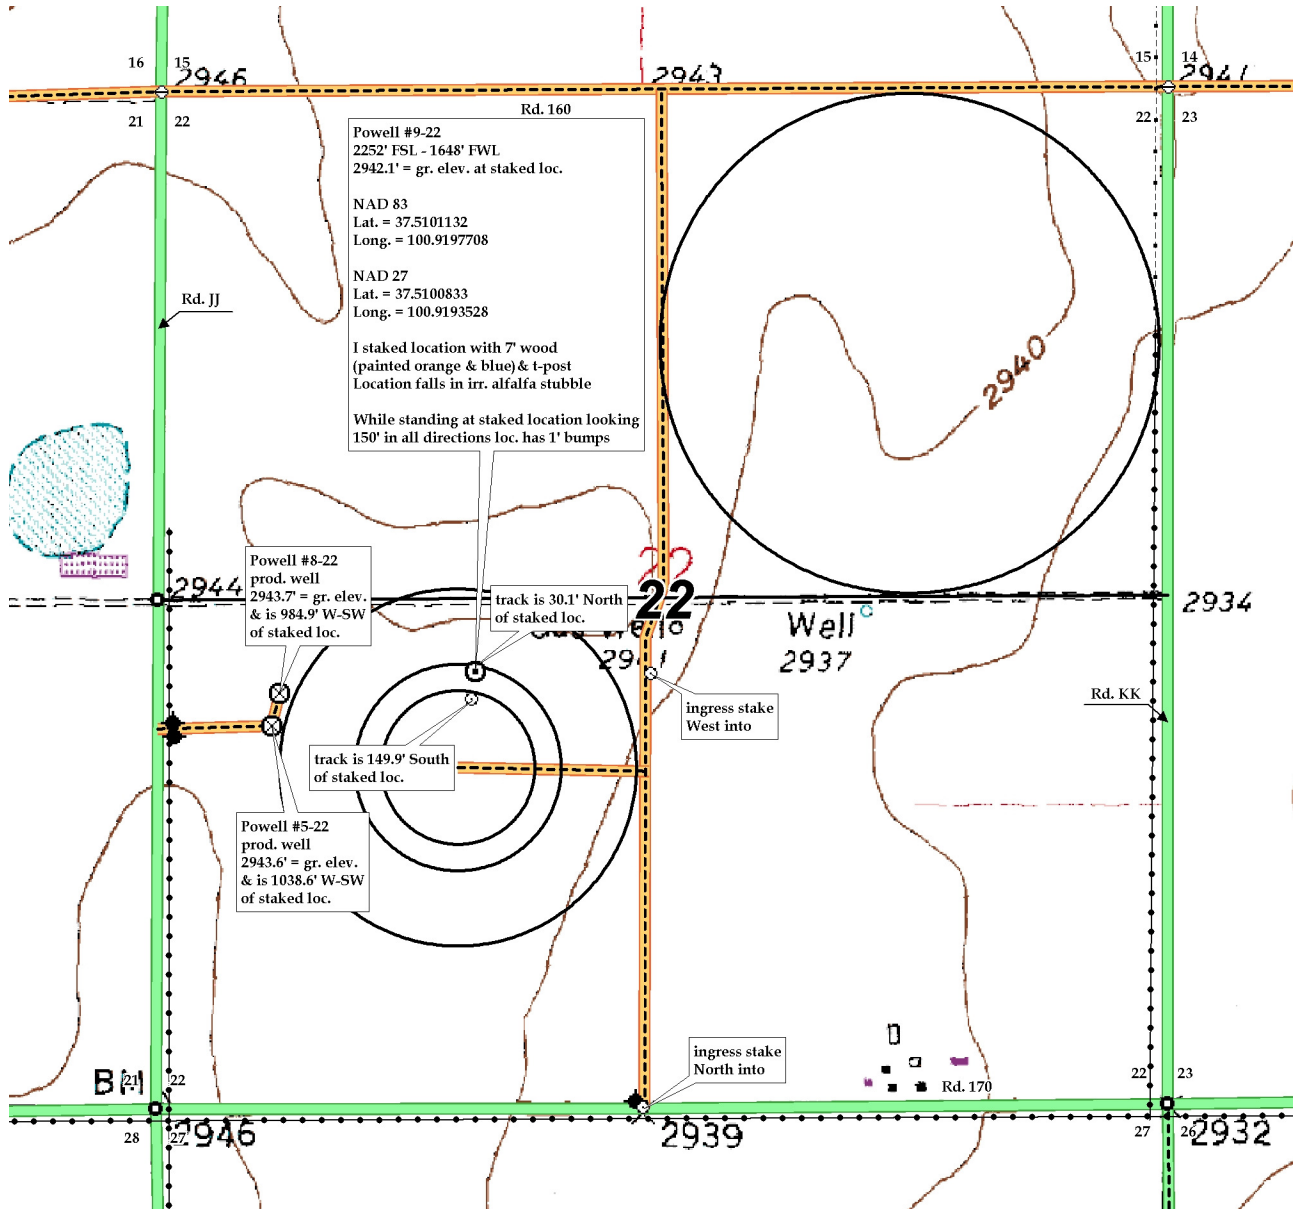 16 15
2946
2943
15 14
2941
Rd. 160
21 22
22 23
Powell #9-22
2252' FSL - 1648' FWL
2942.1' = gr. elev. at staked loc.
NAD 83
Lat. = 37.5101132
Long. = 100.9197708
NAD 27
Lat. = 37.5100833
Long. = 100.9193528
I staked location with 7' wood
(painted orange & blue) & t-post
Location falls in irr. alfalfa stubble
While standing at staked location looking
150' in all directions loc. has 1' bumps
Rd. JJ
2940
22
22
Powell #8-22
prod. well
2943.7' = gr. elev.
& is 984.9' W-SW
of staked loc.
2944
track is 30.1' North
of staked loc.
2934
Well
2937
ingress stake
West into
Rd. KK
track is 149.9' South
of staked loc.
Powell #5-22
prod. well
2943.6' = gr. elev.
& is 1038.6' W-SW
of staked loc.
ingress stake
North into
BM
21 22
Rd. 170
22 23
28 27
2946
2939
27 26
2932